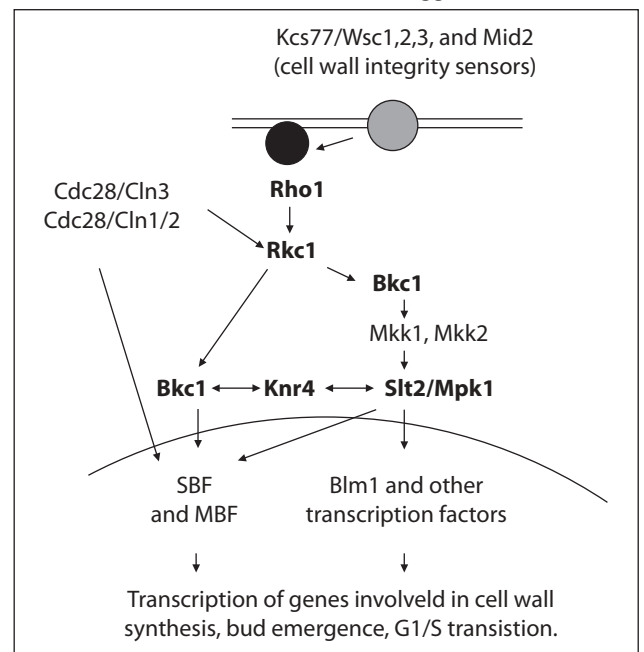 Kcs77/Wsc1,2,3, and Mid2
(cell wall integrity sensors)
Rho1
Cdc28/Cln3
Cdc28/Cln1/2
Rkc1
Bkc1
Mkk1, Mkk2
Bkc1
Knr4
Slt2/Mpk1
SBF
and MBF
Blm1 and other
transcription factors
Transcription of genes involveld in cell wall
synthesis, bud emergence, G1/S transistion.